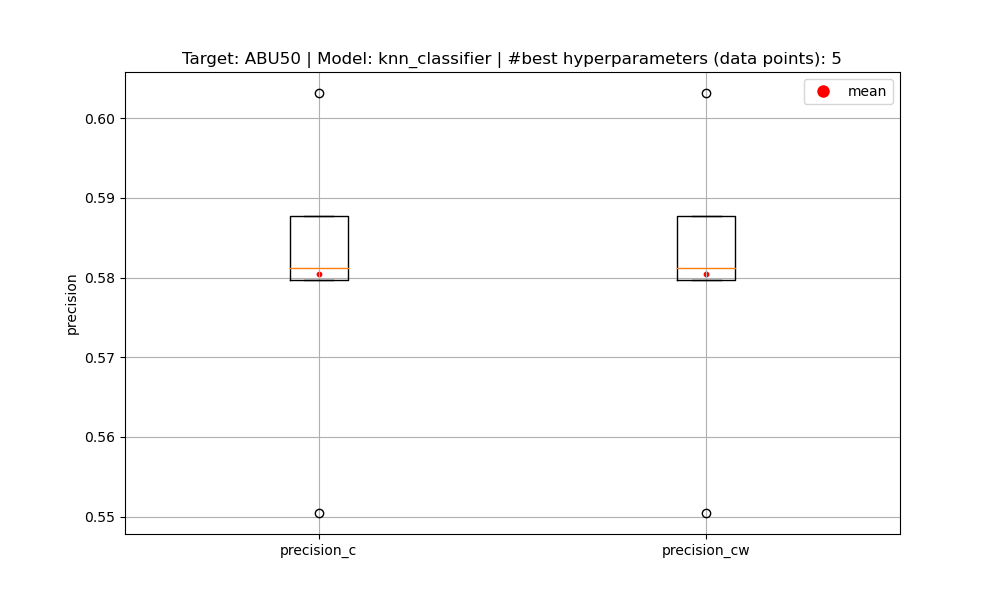 Target: ABU50 | Model: knn_classifier | #best hyperparameters (data points): 5
mean
0.60
0.59
0.58
0.57
0.56
0.55
precision
precision_c
precision_cw